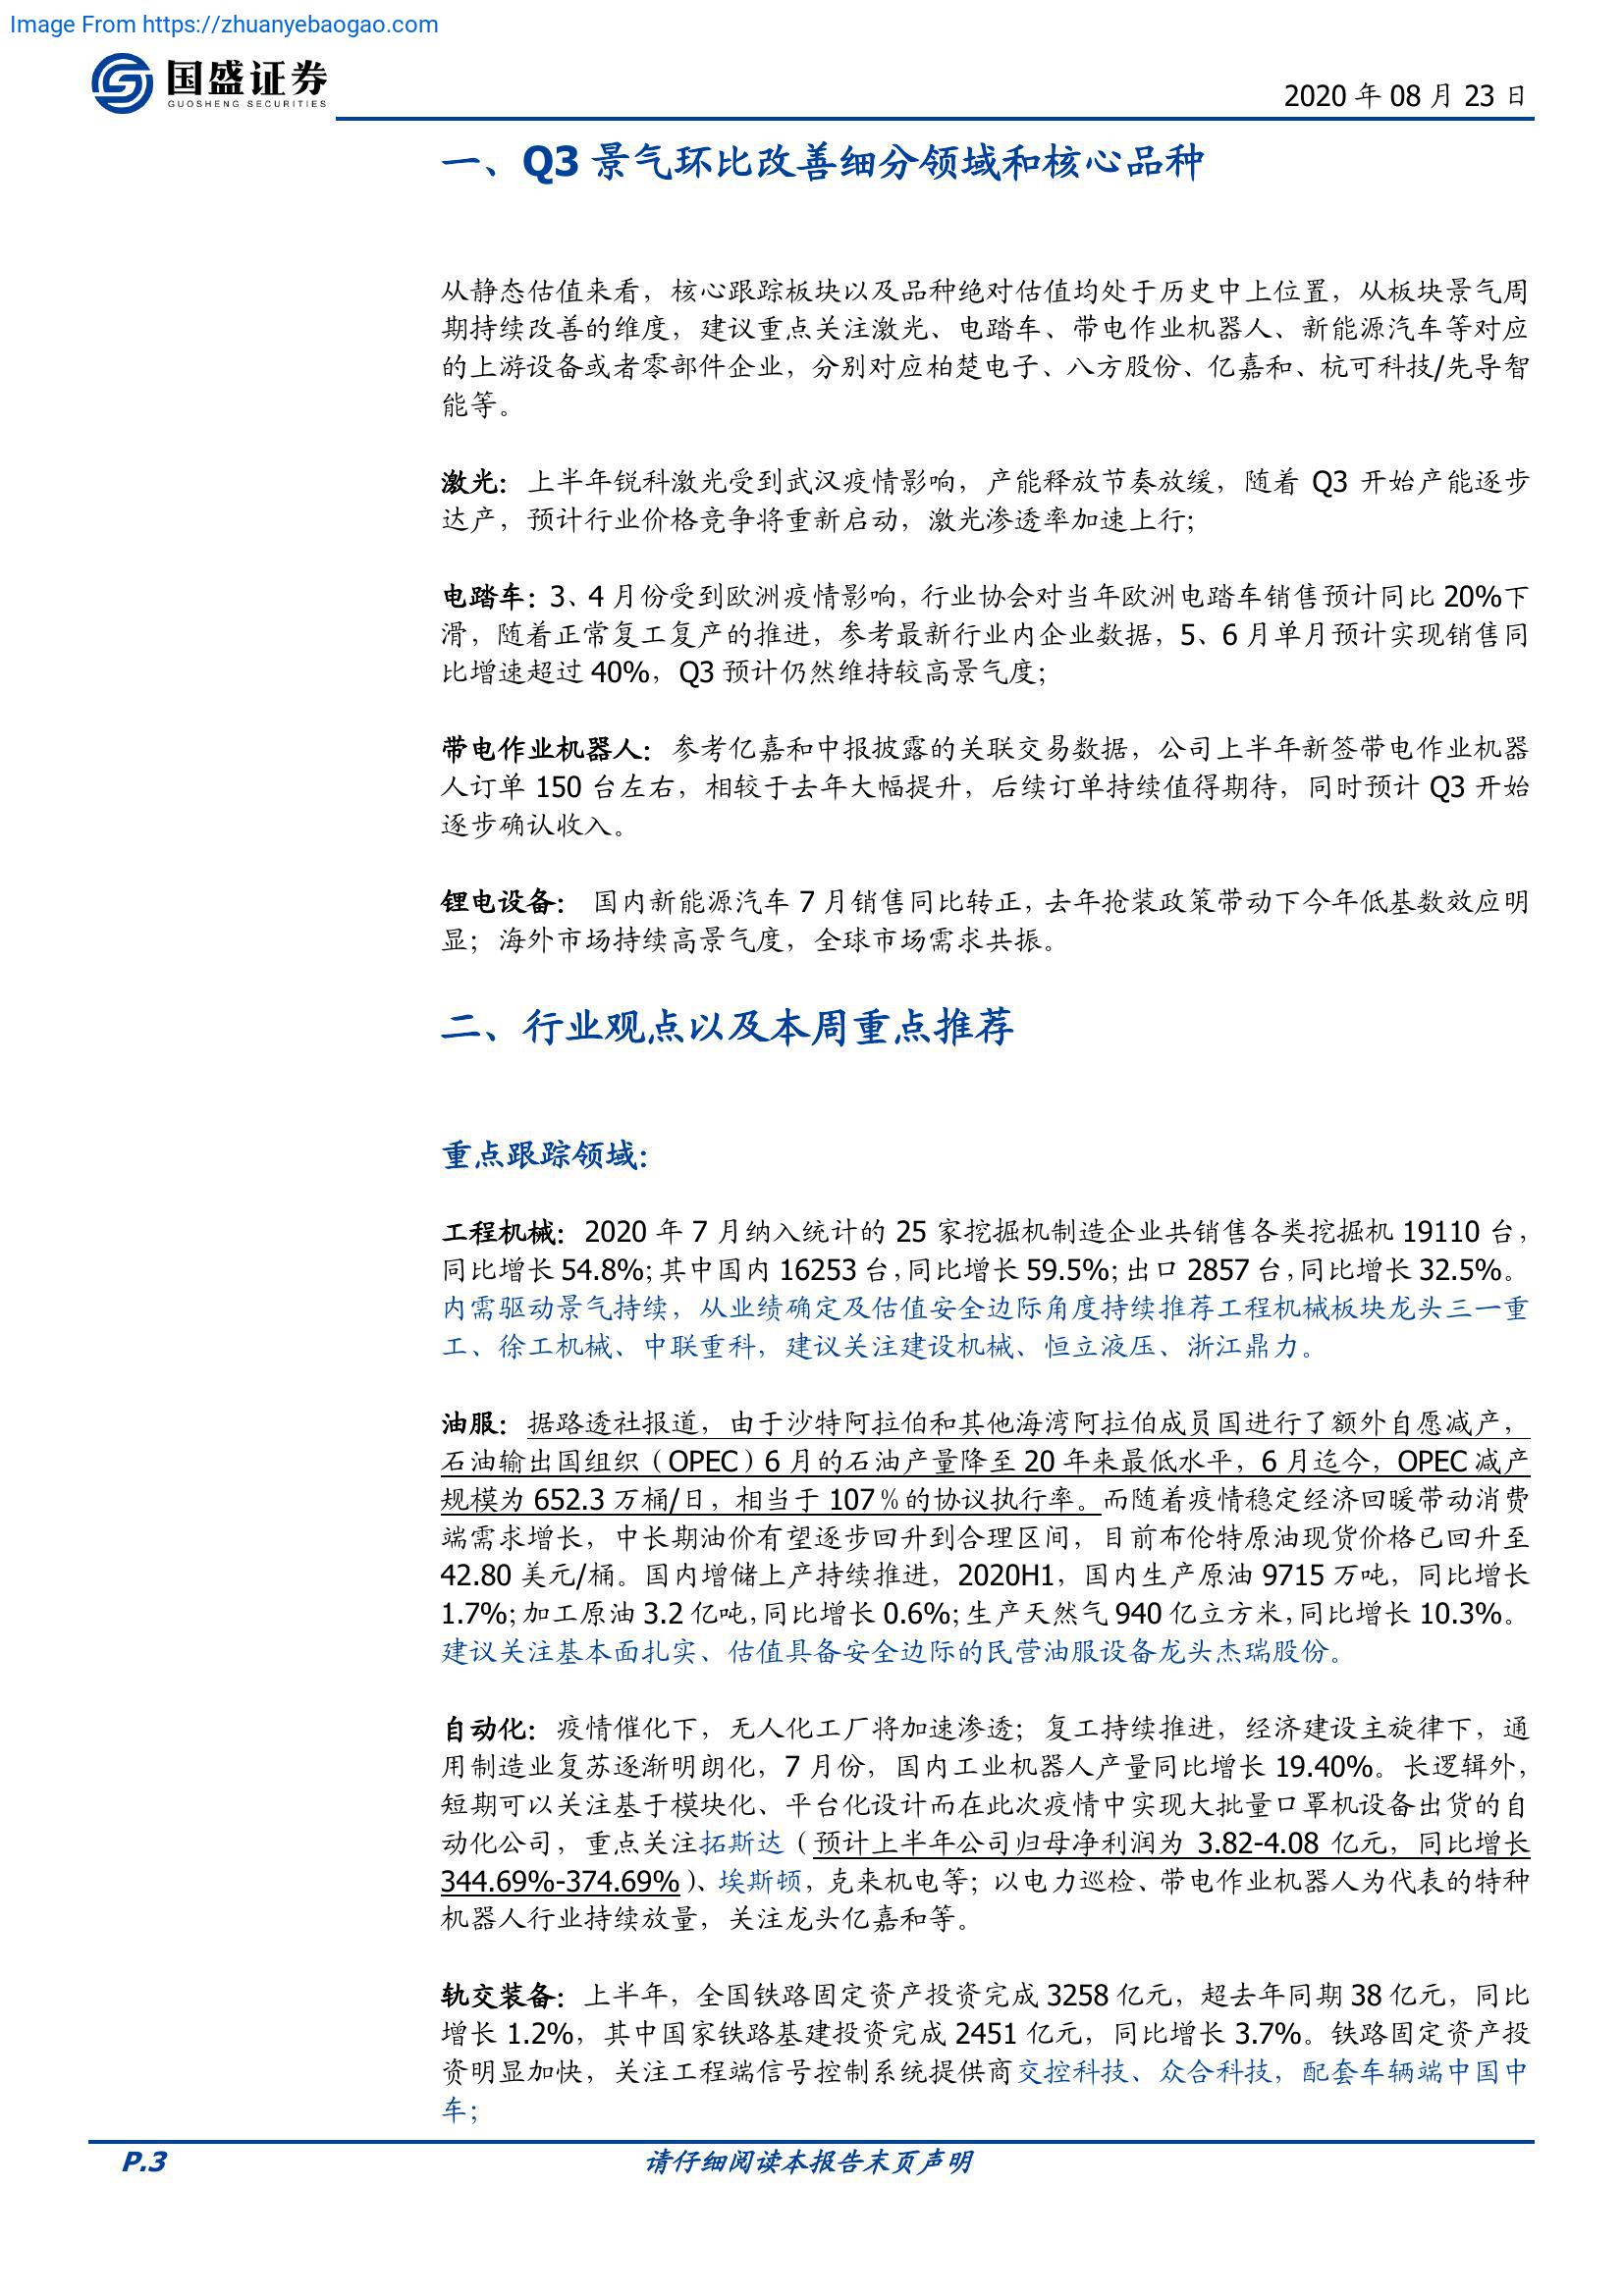 Image From https://zhuanyebaogao.com
国盛证券
GUOSHENG SECURITIES
2020 年 08 月 23 日
一、Q3 景气环比改善细分领域和核心品种
从静态估值来看，核心跟踪板块以及品种绝对估值均处于历史中上位置，从板块景气周
期持续改善的维度，建议重点关注激光、电踏车、带电作业机器人、新能源汽车等对应
的上游设备或者零部件企业，分别对应柏楚电子、八方股份、亿嘉和、杭可科技/先导智
能等。
激光：上半年锐科激光受到武汉疫情影响，产能释放节奏放缓，随着 Q3 开始产能逐步
达产，预计行业价格竞争将重新启动，激光渗透率加速上行；
电踏车：3、4 月份受到欧洲疫情影响，行业协会对当年欧洲电踏车销售预计同比 20%下
滑，随着正常复工复产的推进，参考最新行业内企业数据，5、6 月单月预计实现销售同
比增速超过 40%，Q3 预计仍然维持较高景气度；
带电作业机器人：参考亿嘉和中报披露的关联交易数据，公司上半年新签带电作业机器
人订单 150 台左右，相较于去年大幅提升，后续订单持续值得期待，同时预计 Q3 开始
逐步确认收入。
锂电设备： 国内新能源汽车 7 月销售同比转正，去年抢装政策带动下今年低基数效应明
显；海外市场持续高景气度，全球市场需求共振。
二、行业观点以及本周重点推荐
重点跟踪领域：
工程机械：2020 年 7 月纳入统计的 25 家挖掘机制造企业共销售各类挖掘机 19110 台，
同比增长 54.8%；其中国内 16253 台，同比增长 59.5%；出口 2857 台，同比增长 32.5%。
内需驱动景气持续，从业绩确定及估值安全边际角度持续推荐工程机械板块龙头三一重
工、徐工机械、中联重科，建议关注建设机械、恒立液压、浙江鼎力。
油服：据路透社报道，由于沙特阿拉伯和其他海湾阿拉伯成员国进行了额外自愿减产，
石油输出国组织（OPEC）6 月的石油产量降至 20 年来最低水平，6 月迄今，OPEC 减产
规模为 652.3 万桶/日，相当于 107％的协议执行率。而随着疫情稳定经济回暖带动消费
端需求增长，中长期油价有望逐步回升到合理区间，目前布伦特原油现货价格已回升至
42.80 美元/桶。国内增储上产持续推进，2020H1，国内生产原油 9715 万吨，同比增长
1.7%；加工原油 3.2 亿吨，同比增长 0.6%；生产天然气 940 亿立方米，同比增长 10.3%。
建议关注基本面扎实、估值具备安全边际的民营油服设备龙头杰瑞股份。
自动化：疫情催化下，无人化工厂将加速渗透；复工持续推进，经济建设主旋律下，通
用制造业复苏逐渐明朗化，7 月份，国内工业机器人产量同比增长 19.40%。长逻辑外，
短期可以关注基于模块化、平台化设计而在此次疫情中实现大批量口罩机设备出货的自
动化公司，重点关注拓斯达（预计上半年公司归母净利润为 3.82-4.08 亿元，同比增长
344.69%-374.69%）、埃斯顿，克来机电等；以电力巡检、带电作业机器人为代表的特种
机器人行业持续放量，关注龙头亿嘉和等。
轨交装备：上半年，全国铁路固定资产投资完成 3258 亿元，超去年同期 38 亿元，同比
增长 1.2%，其中国家铁路基建投资完成 2451 亿元，同比增长 3.7%。铁路固定资产投
资明显加快，关注工程端信号控制系统提供商交控科技、众合科技，配套车辆端中国中
车；
P.3
请仔细阅读本报告末页声明